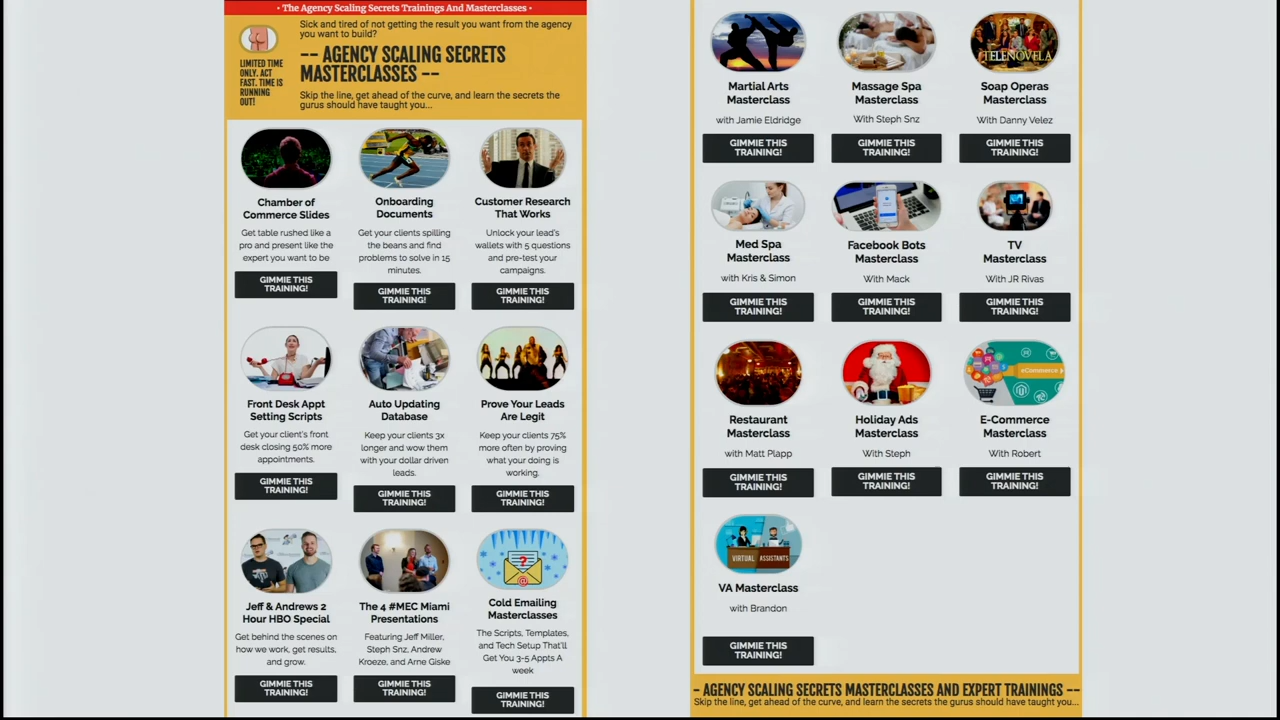 • The Agency Scaling Secrets Trainings And Masterclasses •
Sick and tired of not getting the result you want from the agency
you want to build?
-- AGENCY SCALING SECRETS
MASTERCLASSES --
Skip the line, get ahead of the curve, and learn the secrets the
gurus should have taught you...
LIMITED TIME
ONLY. ACT
FAST. TIME IS
RUNNING
OUT!
Chamber of
Commerce Slides
Get table rushed like a
pro and present like the
expert you want to be
GIMMIE THIS
TRAINING!
Onboarding
Documents
Get your clients spilling
the beans and find
problems to solve in 15
minutes.
GIMMIE THIS
TRAINING!
Customer Research
That Works
Unlock your lead's
wallets with 5 questions
and pre-test your
campaigns.
GIMMIE THIS
TRAINING!
Front Desk Appt
Setting Scripts
Get your client's front
desk closing 50% more
appointments.
GIMMIE THIS
TRAINING!
Auto Updating
Database
Keep your clients 3x
longer and wow them
with your dollar driven
leads.
GIMMIE THIS
TRAINING!
Prove Your Leads
Are Legit
Keep your clients 75%
more often by proving
what your doing is
working.
GIMMIE THIS
TRAINING!
Jeff & Andrews 2
Hour HBO Special
Get behind the scenes on
how we work, get results,
and grow.
GIMMIE THIS
TRAINING!
The 4 #MEC Miami
Presentations
Featuring Jeff Miller,
Steph Snz, Andrew
Kroeze, and Arne Giske
GIMMIE THIS
TRAINING!
Cold Emailing
Masterclasses
The Scripts, Templates,
and Tech Setup That'll
Get You 3-5 Appts A
week
GIMMIE THIS
TRAINING!
Martial Arts
Masterclass
with Jamie Eldridge
GIMMIE THIS
TRAINING!
Massage Spa
Masterclass
With Steph Snz
GIMMIE THIS
TRAINING!
TELENOVELA
Soap Operas
Masterclass
With Danny Velez
GIMMIE THIS
TRAINING!
Med Spa
Masterclass
with Kris & Simon
GIMMIE THIS
TRAINING!
Facebook Bots
Masterclass
With Mack
GIMMIE THIS
TRAINING!
TV
Masterclass
With JR Rivas
GIMMIE THIS
TRAINING!
Restaurant
Masterclass
with Matt Plapp
GIMMIE THIS
TRAINING!
Holiday Ads
Masterclass
With Steph
GIMMIE THIS
TRAINING!
eCommerce
E-Commerce
Masterclass
With Robert
GIMMIE THIS
TRAINING!
VIRTUAL ASSISTANTS
VA Masterclass
with Brandon
GIMMIE THIS
TRAINING!
- AGENCY SCALING SECRETS MASTERCLASSES AND EXPERT TRAININGS --
Skip the line, get ahead of the curve, and learn the secrets the gurus should have taught you...